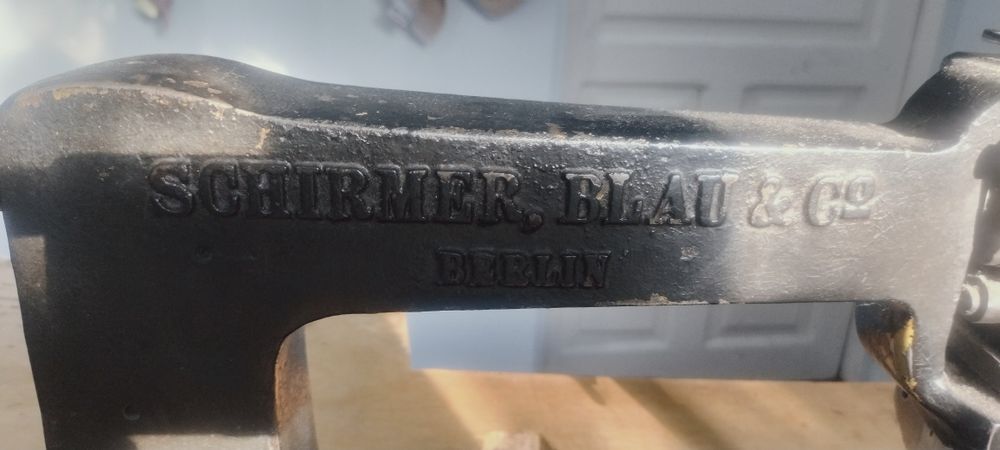 SCHIRMER, BLAU & Cº
BERLIN